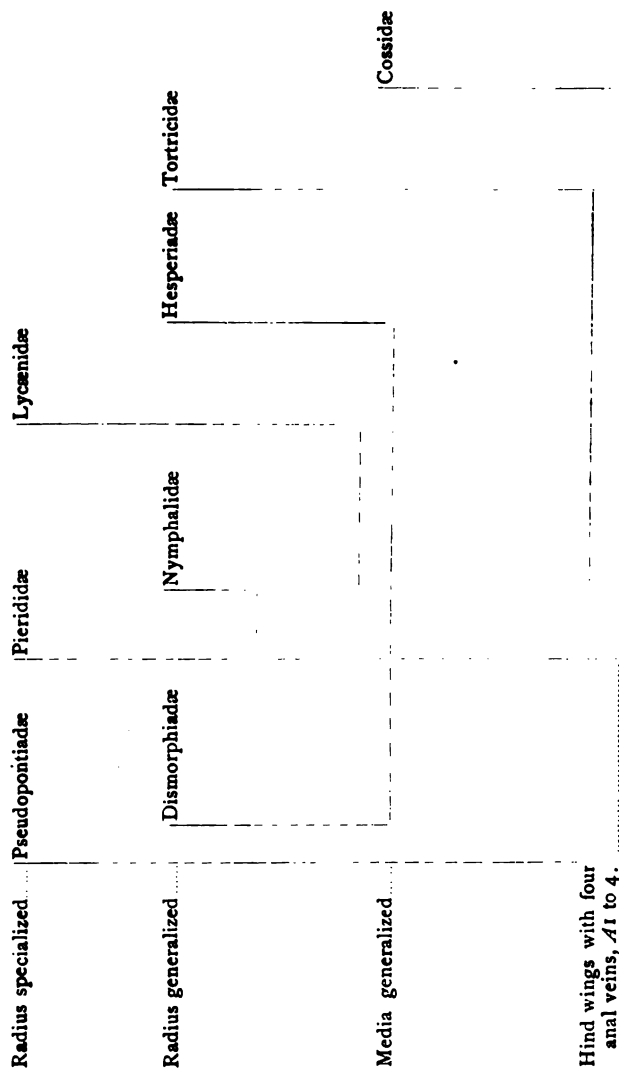 Radius specialized..... Pseudopontiadæ Pierididæ Lycænidæ
Radius generalized..... Dismorphiadæ Nymphalidæ Hesperiadæ Tortricidæ
Media generalized..... Cossidæ
Hind wings with four
anal veins, A1 to 4.